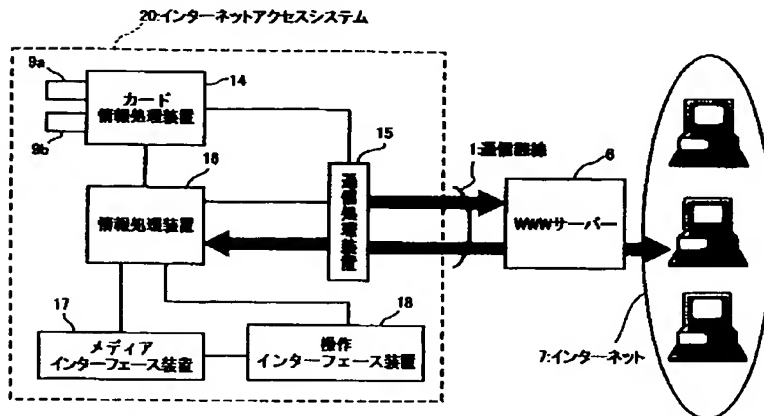 20:インターネットアクセスシステム
9a
9b
14
カード
情報処理装置
15
通信処理装置
1:通信回線
6
WWWサーバー
16
情報処理装置
17
メディア
インターフェース装置
18
操作
インターフェース装置
7:インターネット